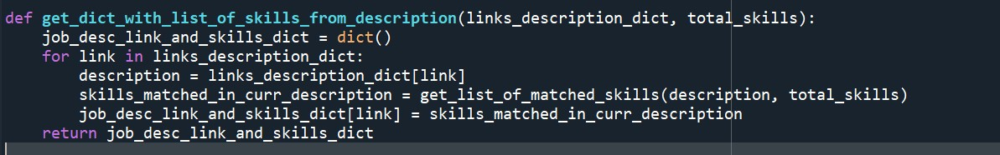 def get_dict_with_list_of_skills_from_description(links_description_dict, total_skills):
    job_desc_link_and_skills_dict = dict()
    for link in links_description_dict:
        description = links_description_dict[link]
        skills_matched_in_curr_description = get_list_of_matched_skills(description, total_skills)
        job_desc_link_and_skills_dict[link] = skills_matched_in_curr_description
    return job_desc_link_and_skills_dict